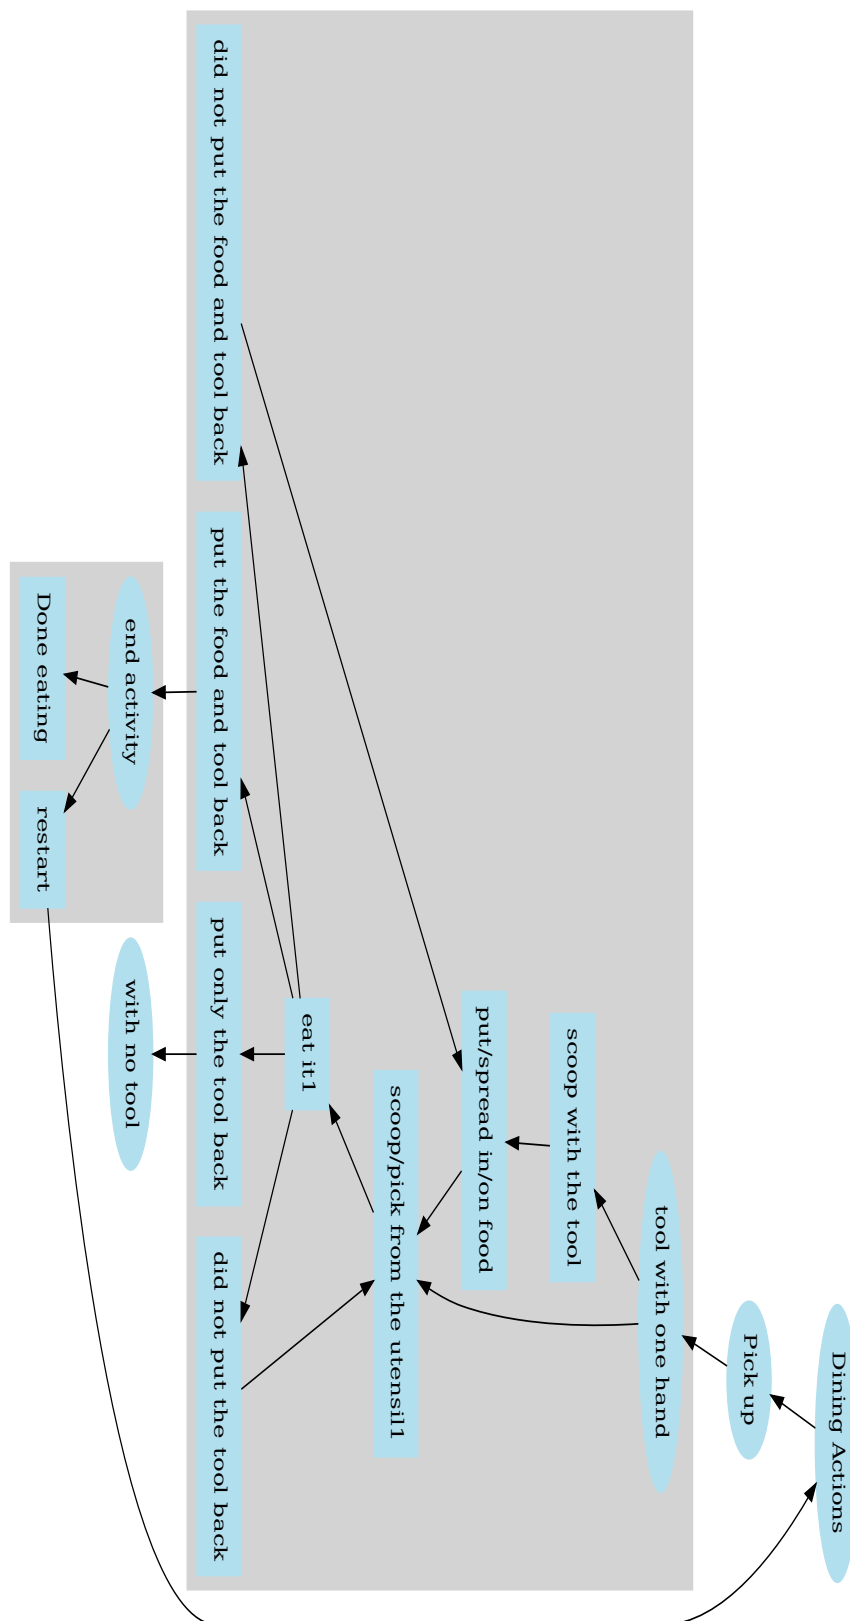 Dining Actions
Pick up
tool with one hand
scoop with the tool
put/spread in/on food
scoop/pick from the utensil1
eat it1
did not put the food and tool back
put the food and tool back
put only the tool back
did not put the tool back
end activity
with no tool
Done eating
restart